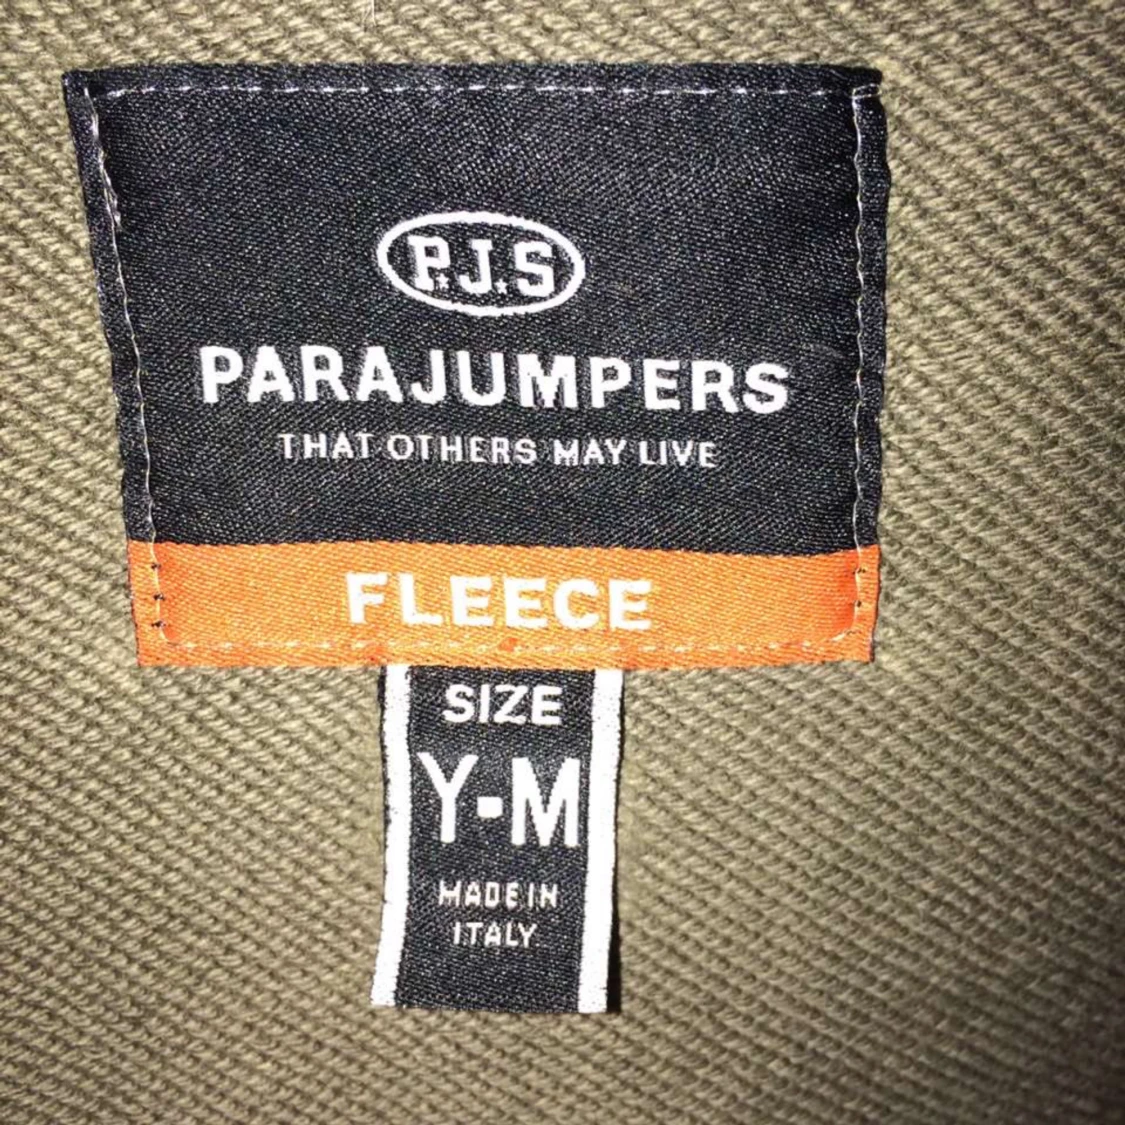 P.J.S
PARAJUMPERS
THAT OTHERS MAY LIVE
FLEECE
SIZE
Y-M
MADE IN
ITALY